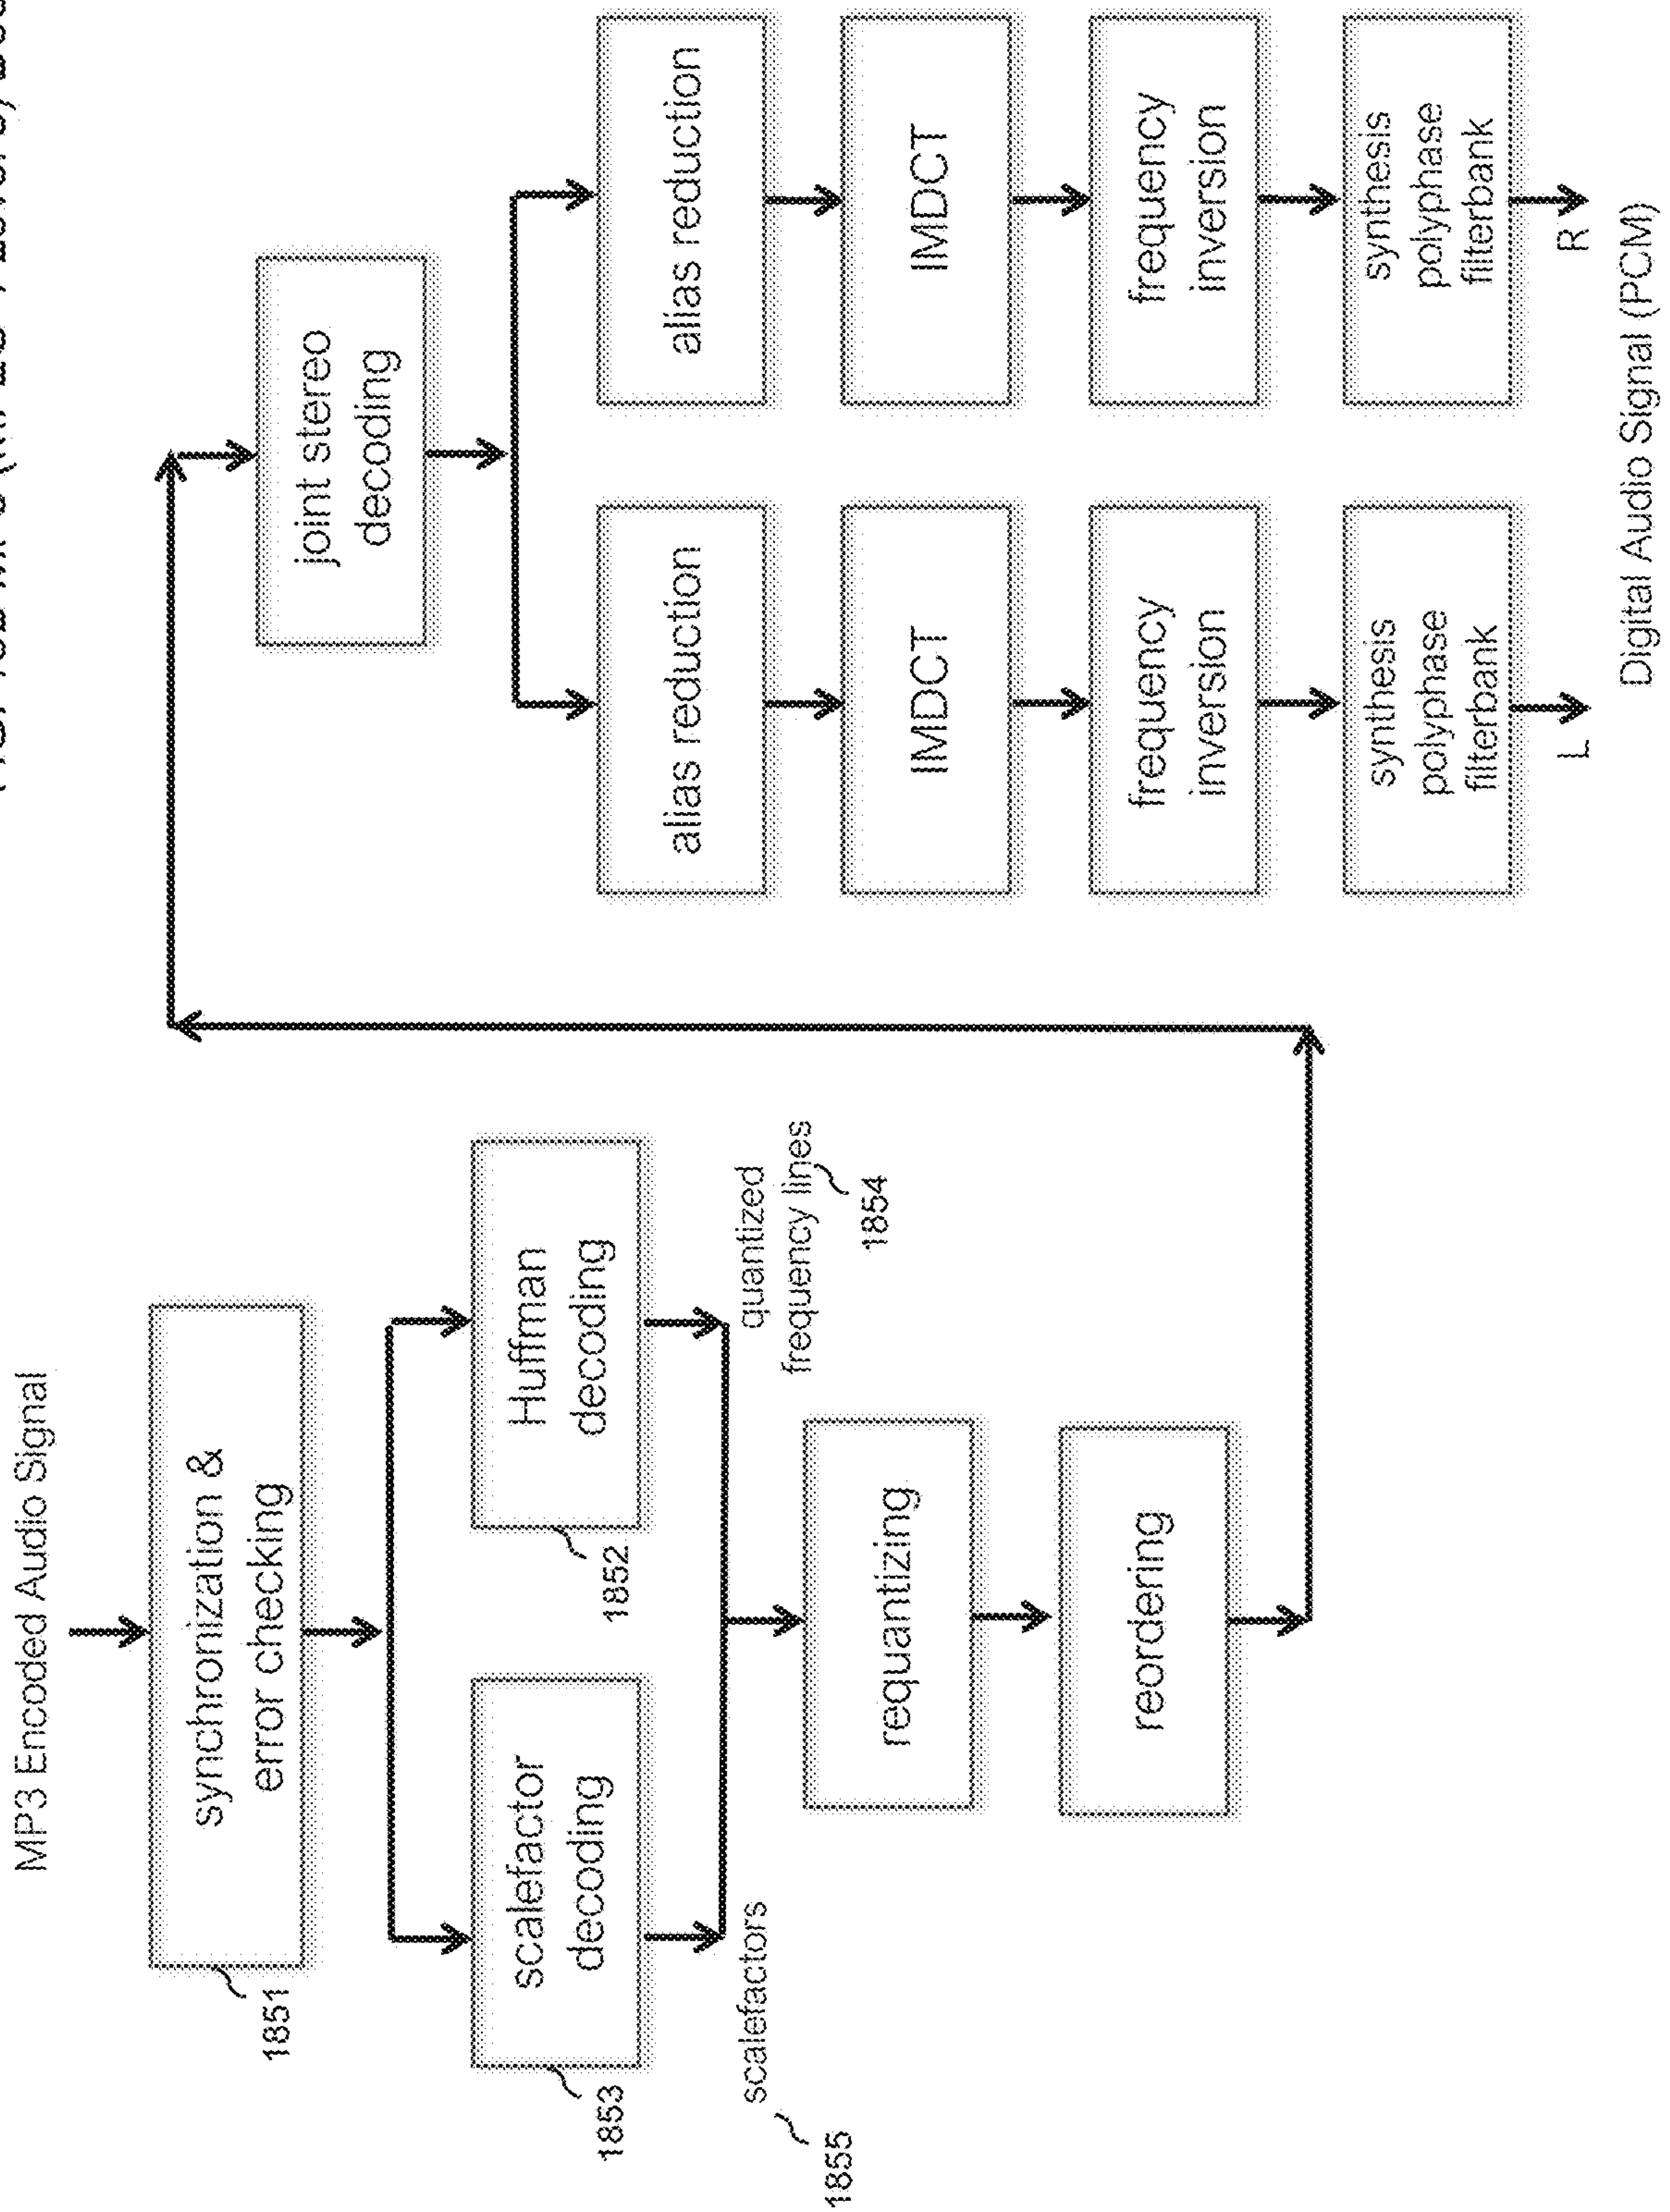 MP3 Encoded Audio Signal
synchronization &
error checking
1851
scalefactor
decoding
1853
Huffman
decoding
1852
scalefactors
1855
quantized
frequency lines
1854
requantizing
reordering
joint stereo
decoding
alias reduction
IMDCT
frequency
inversion
synthesis
polyphase
filterbank
L
alias reduction
IMDCT
frequency
inversion
synthesis
polyphase
filterbank
R
Digital Audio Signal (PCM)